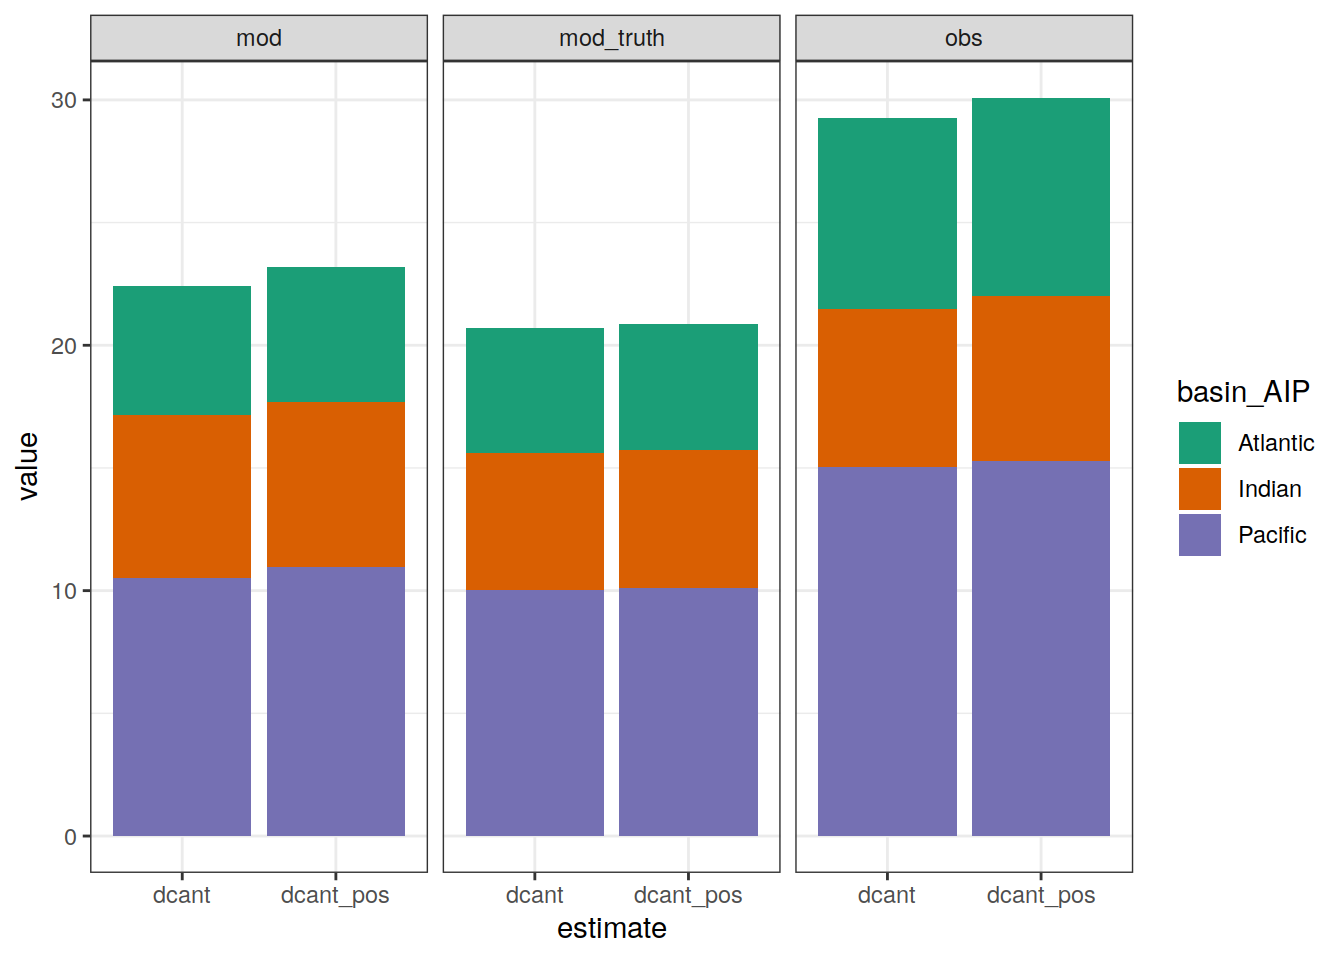 mod
mod_truth
obs
30
20
10
0
value
dcant
dcant_pos
dcant
dcant_pos
dcant
dcant_pos
estimate
basin_AIP
Atlantic
Indian
Pacific